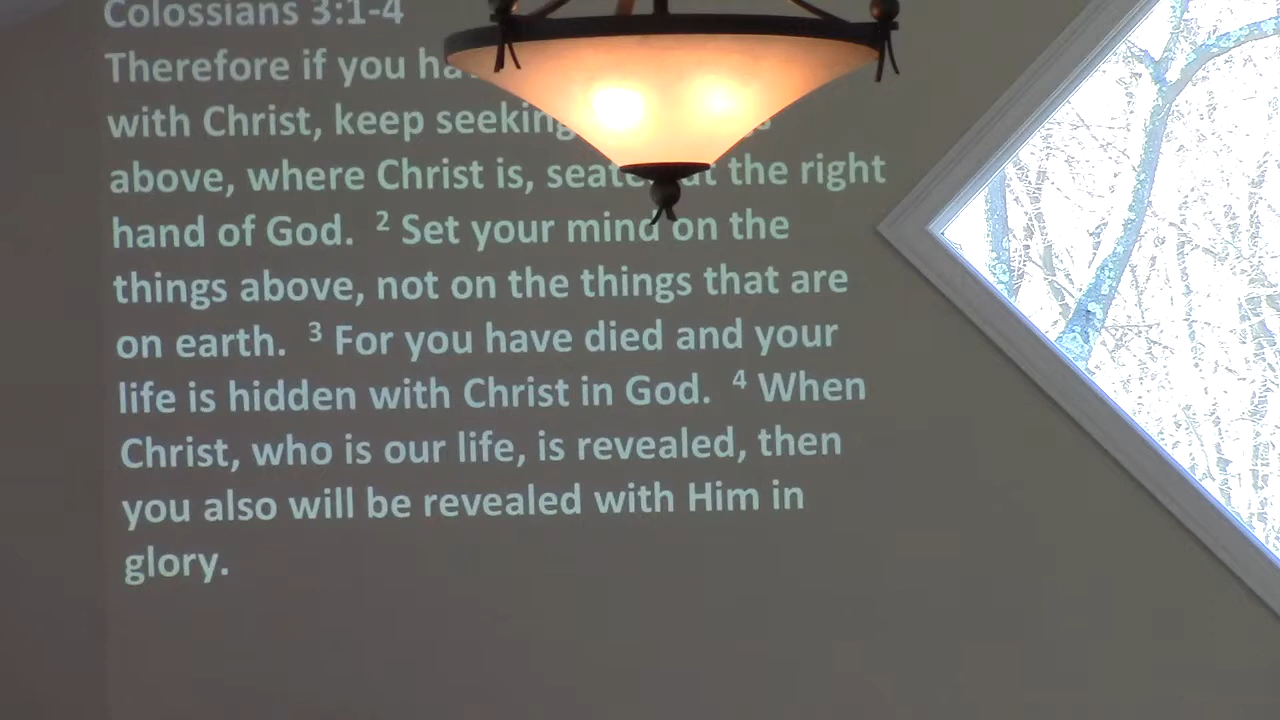 Colossians 3:1-4
Therefore if you
with Christ, keep seeking
above, where Christ is, seated at the right
hand of God. ² Set your mind on the
things above, not on the things that are
on earth. ³ For you have died and your
life is hidden with Christ in God. ⁴ When
Christ, who is our life, is revealed, then
you also will be revealed with Him in
glory.